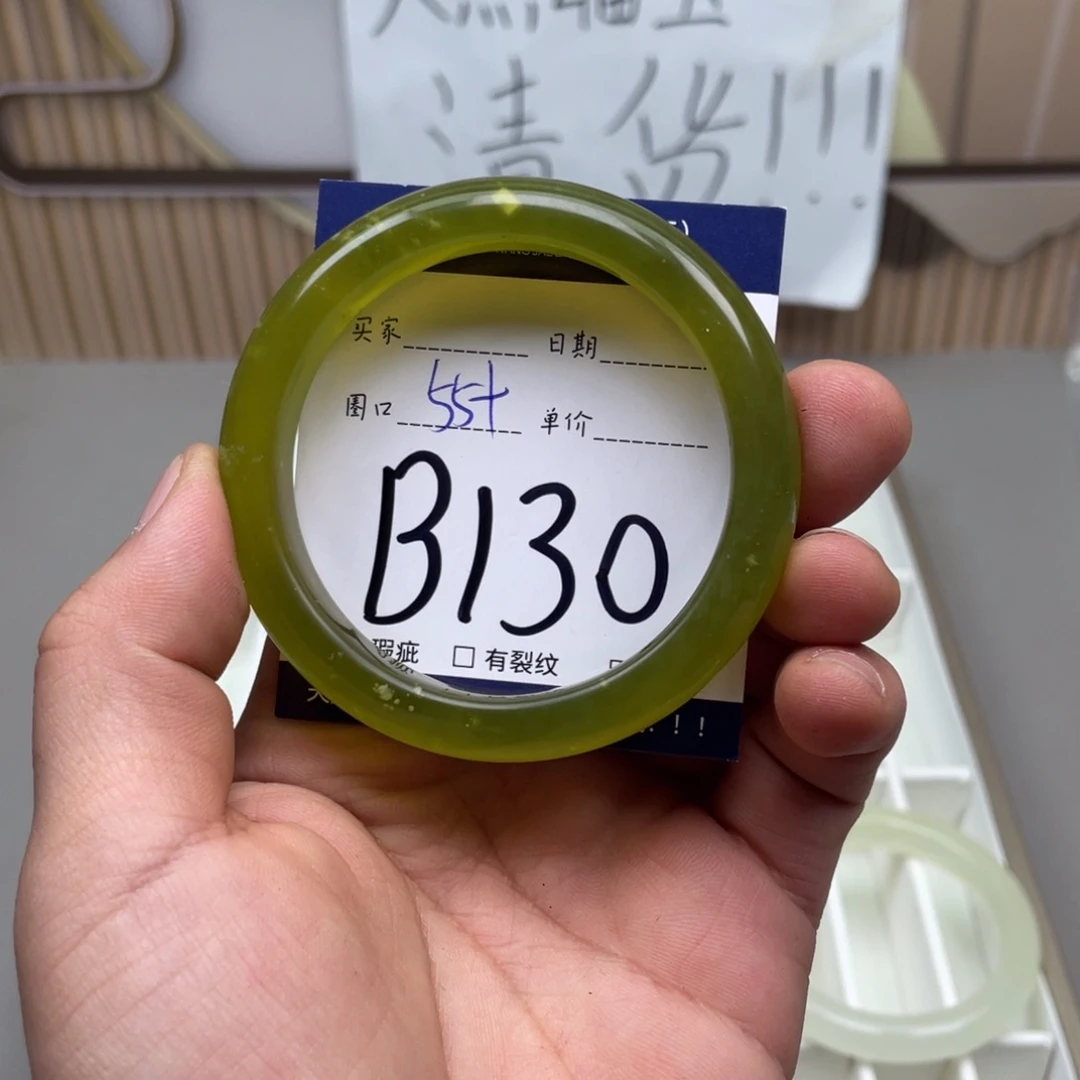 清货!!!
买家 日期
圈口 55+ 单价
B130
瑕疵 □ 有裂纹
!!